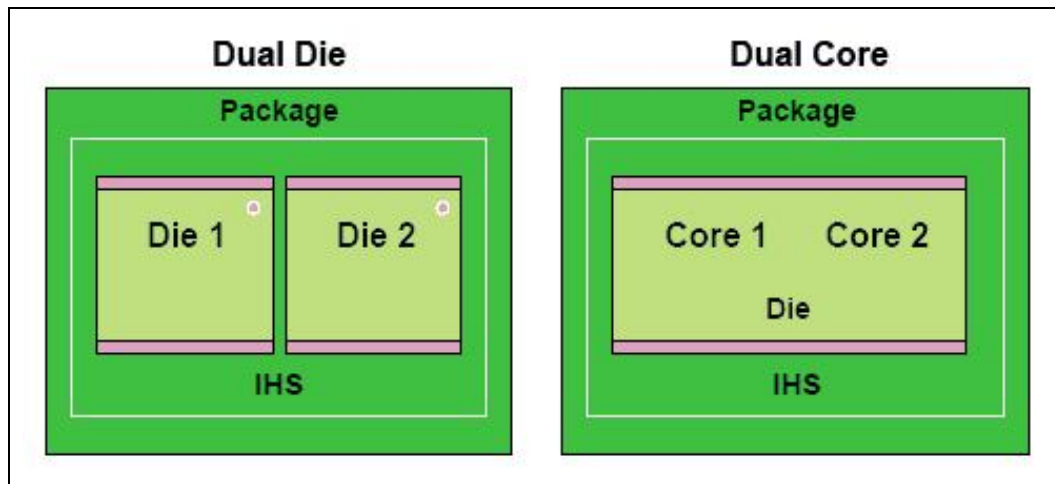 Dual Die
Package
Die 1
Die 2
IHS
Dual Core
Package
Core 1
Core 2
Die
IHS